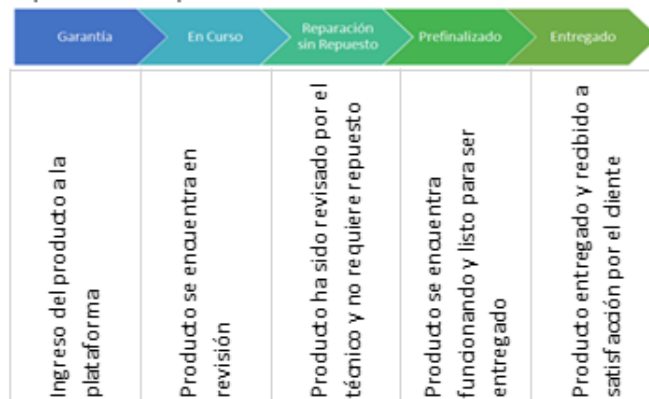 Garantía
En Curso
Reparación
sin Repuesto
Prefinalizado
Entregado
Ingreso del producto a la
plataforma
Producto se encuentra en
revisión
Producto ha sido revisado por el
técnico y no requiere repuesto
Producto se encuentra
funcionando y listo para ser
entregado
Producto entregado y recibido a
satisfacción por el cliente